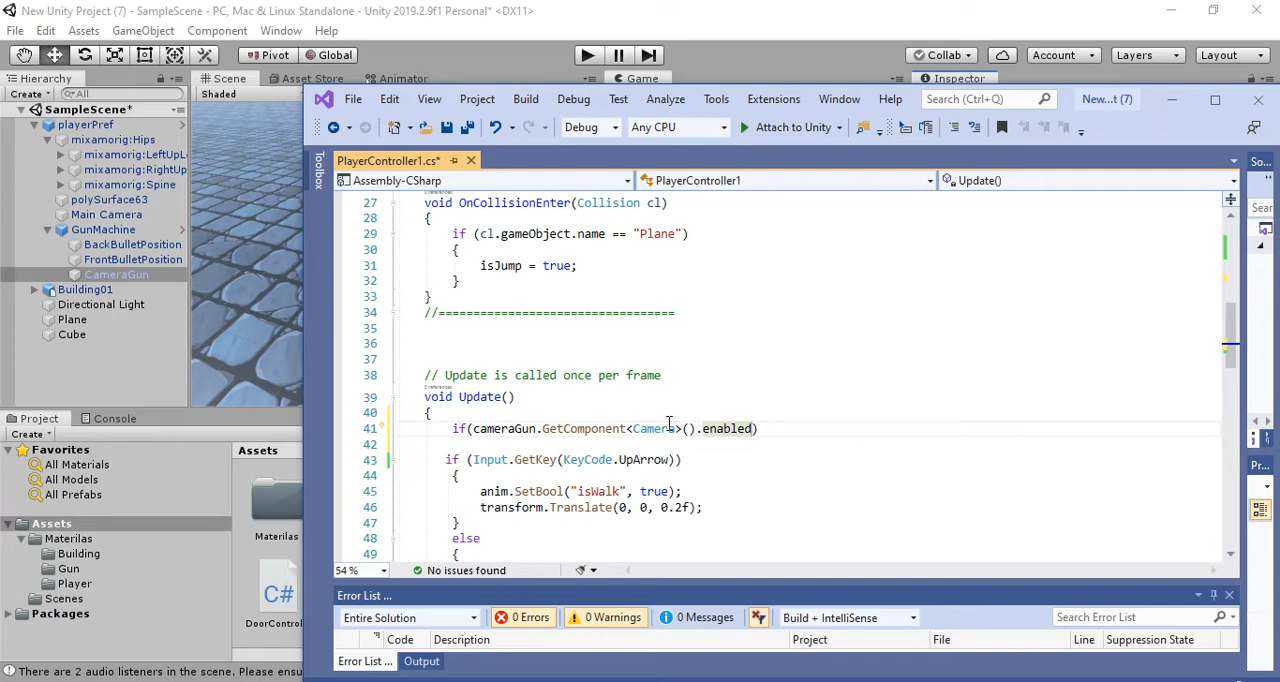 New Unity Project (7) - SampleScene - PC, Mac & Linux Standalone - Unity 2019.2.9f1 Personal* <DX11>
File Edit Assets GameObject Component Window Help
Pivot Global Collab Account Layers Layout
Hierarchy Scene Asset Store Animator Game Inspector
Create All Shaded
SampleScene*
playerPref
mixamorig:Hips
mixamorig:LeftUpL
mixamorig:RightUp
mixamorig:Spine
polySurface63
Main Camera
GunMachine
BackBulletPosition
FrontBulletPosition
CameraGun
Building01
Directional Light
Plane
Cube
Project Console
Create
Favorites
All Materials
All Models
All Prefabs
Assets
Materilas
Building
Gun
Player
Scenes
Packages
Assets
Materilas
C#
DoorControl
There are 2 audio listeners in the scene. Please ensu
File Edit View Project Build Debug Test Analyze Tools Extensions Window Help Search (Ctrl+Q) New...t (7)
Debug Any CPU Attach to Unity
Toolbox
PlayerController1.cs*
Assembly-CSharp PlayerController1 Update()
27 void OnCollisionEnter(Collision cl)
28 {
29 if (cl.gameObject.name == "Plane")
30 {
31 isJump = true;
32 }
33 }
34 //==================================
35
36
37
38 // Update is called once per frame
0 references
39 void Update()
40 {
41 if(cameraGun.GetComponent<Camera>().enabled)
42
43 if (Input.GetKey(KeyCode.UpArrow))
44 {
45 anim.SetBool("isWalk", true);
46 transform.Translate(0, 0, 0.2f);
47 }
48 else
49 {
54 % No issues found
Error List ...
Entire Solution 0 Errors 0 Warnings 0 Messages Build + IntelliSense Search Error List
Code Description Project File Line Suppression State
Error List ... Output
So...
Sear
Pr...